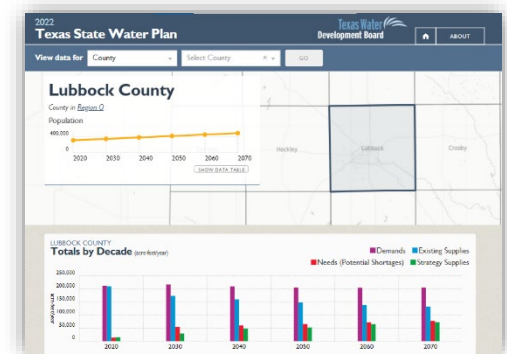 2022
Texas State Water Plan
Texas Water
Development Board
ABOUT
View data for
County
Select County
GO
Lubbock County
County in Region O
Population
400,000
0
2020 2030 2040 2050 2060 2070
SHOW DATA TABLE
Hockley
Lubbock
Crosby
LUBBOCK COUNTY
Totals by Decade (acre-feet/year)
Demands Existing Supplies
Needs (Potential Shortages) Strategy Supplies
250,000
200,000
150,000
100,000
50,000
0
2020 2030 2040 2050 2060 2070